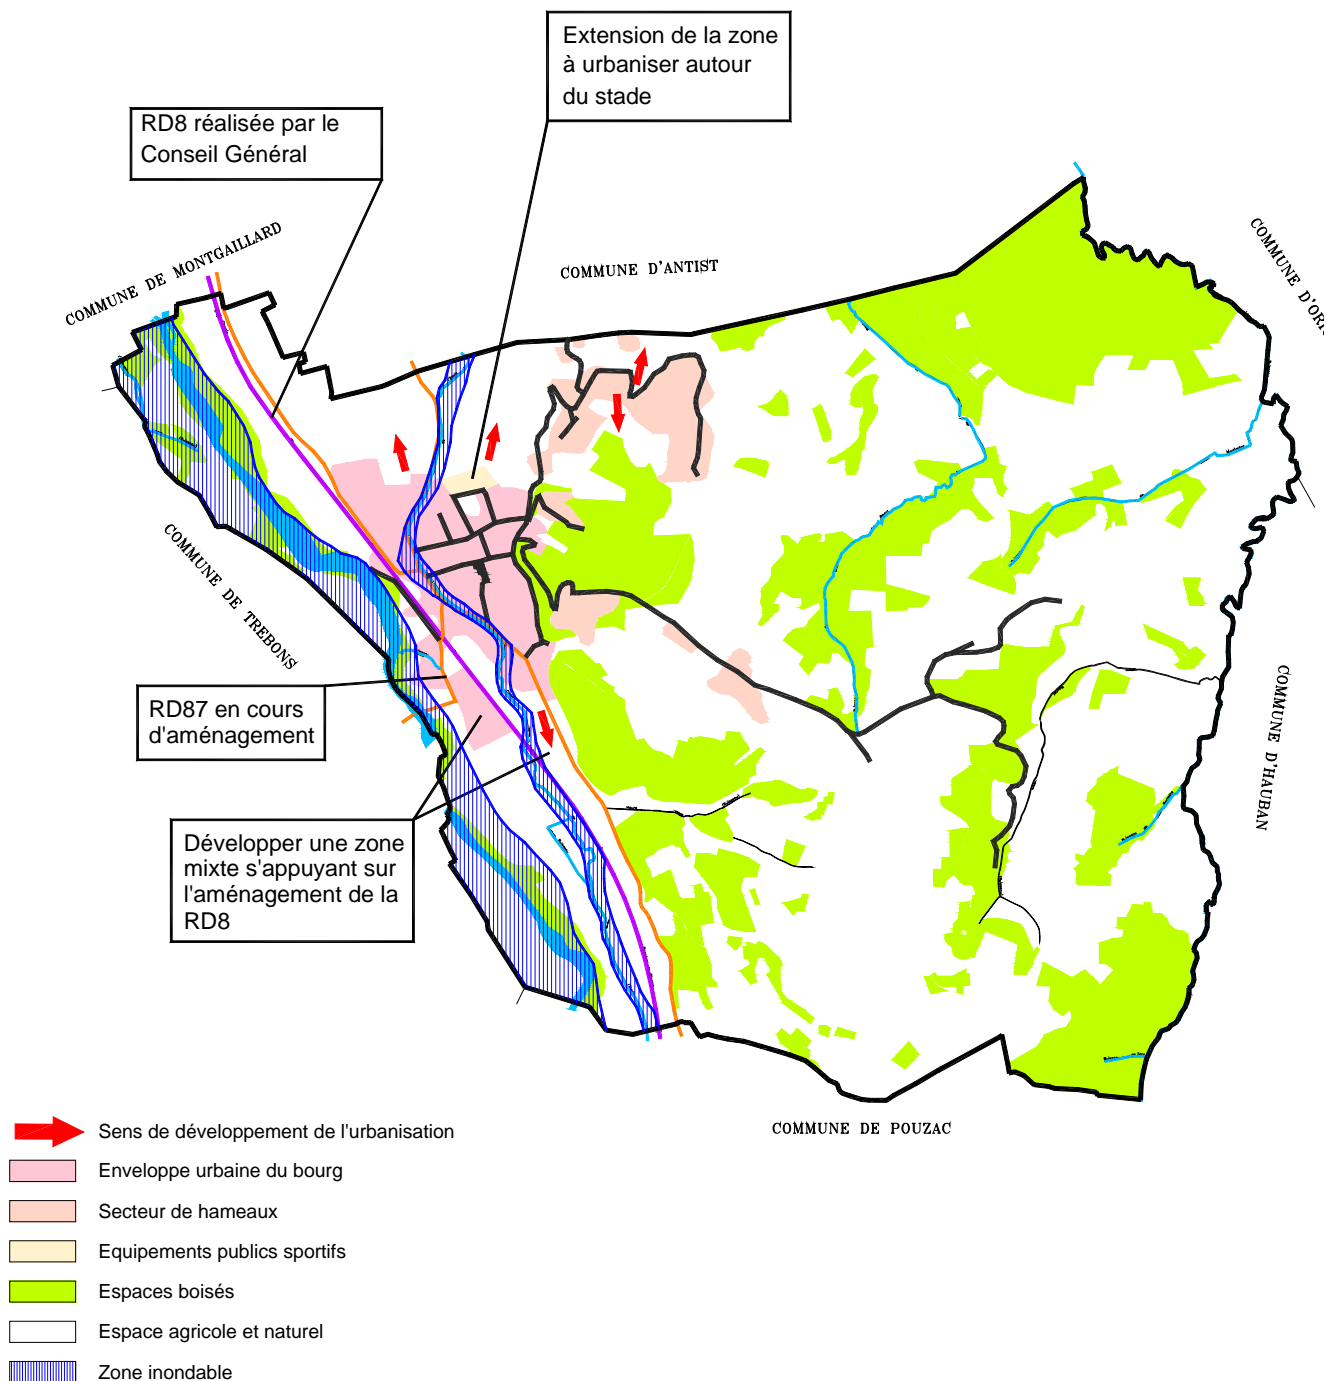 Extension de la zone
à urbaniser autour
du stade
RD8 réalisée par le
Conseil Général
COMMUNE DE MONTGAILLARD
COMMUNE D'ANTIST
COMMUNE D'ORI
COMMUNE DE TREBONS
RD87 en cours
d'aménagement
COMMUNE D'HAUBAN
Développer une zone
mixte s'appuyant sur
l'aménagement de la
RD8
COMMUNE DE POUZAC
Sens de développement de l'urbanisation
Enveloppe urbaine du bourg
Secteur de hameaux
Equipements publics sportifs
Espaces boisés
Espace agricole et naturel
Zone inondable